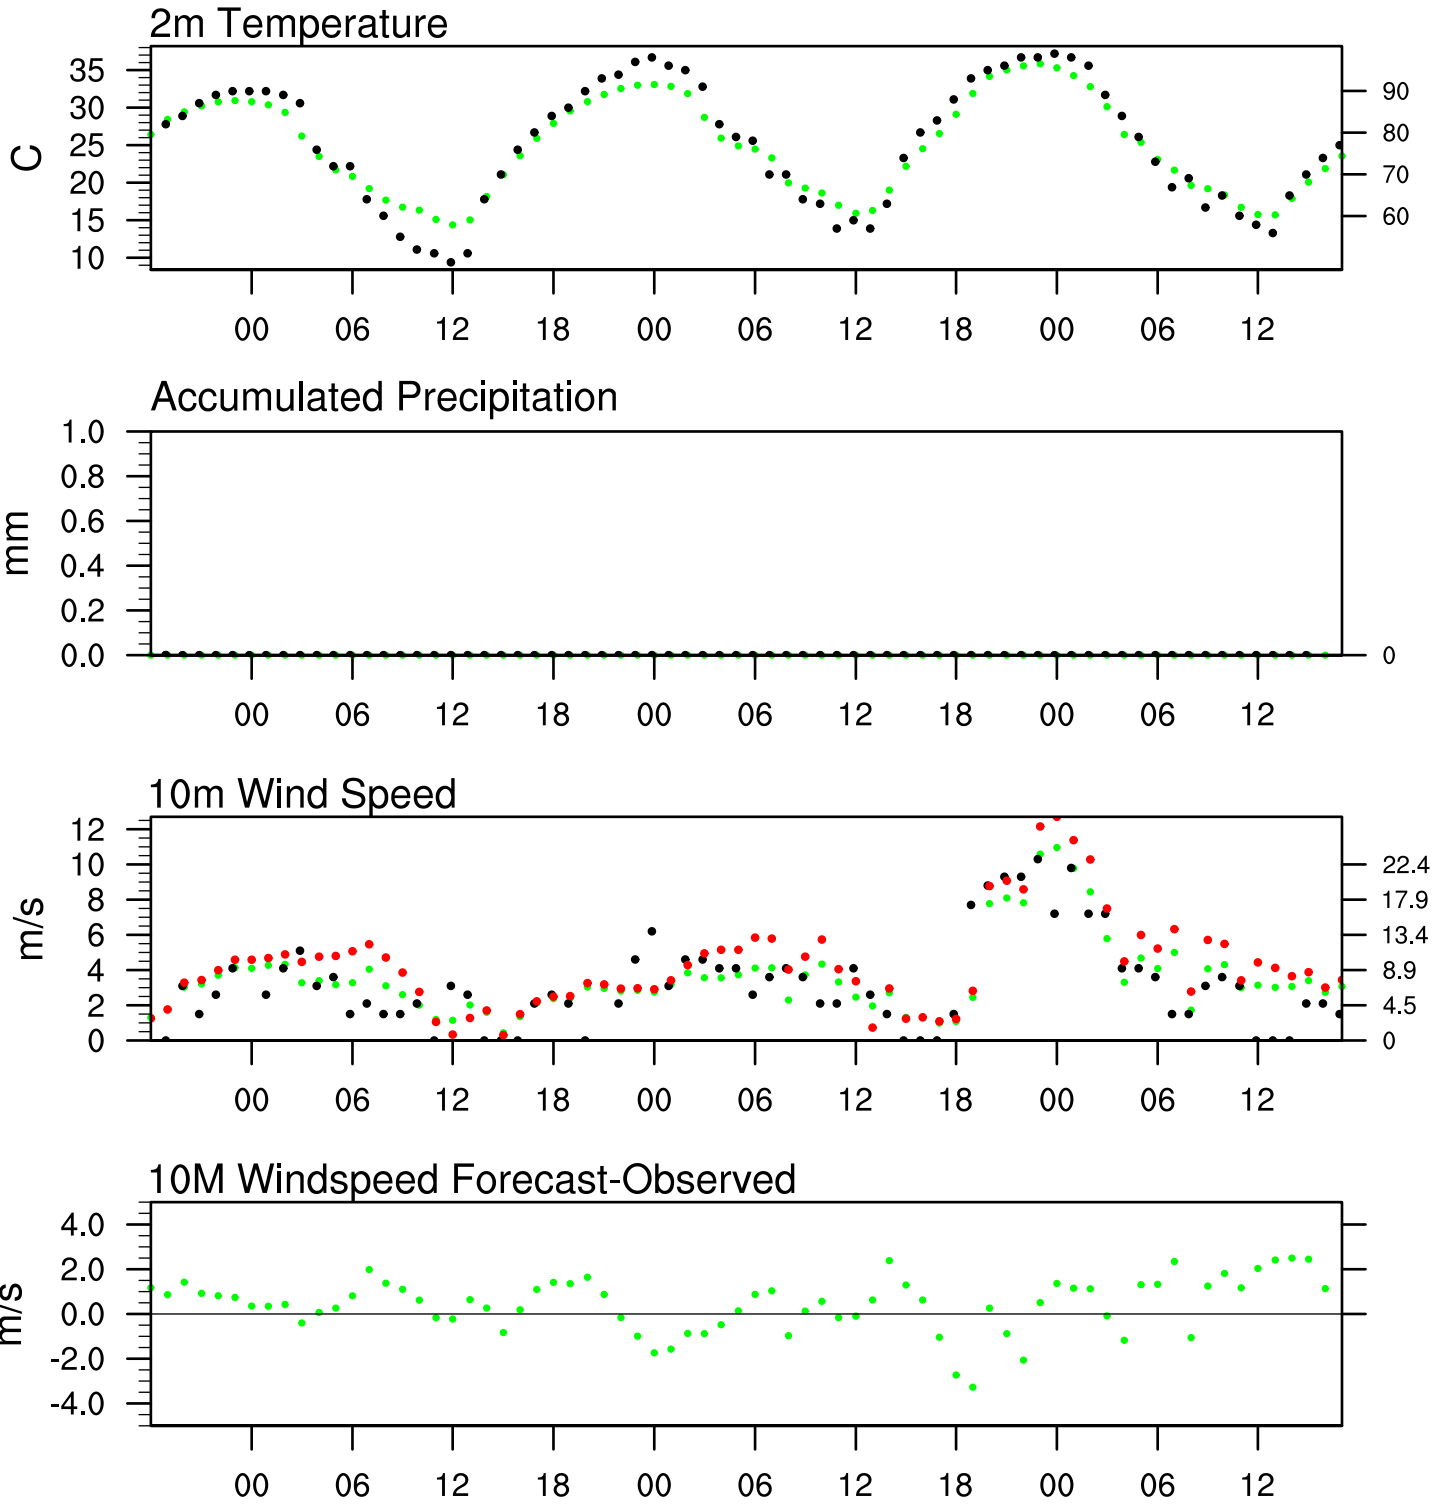 2m Temperature
35
30
25
20
15
10
C
90
80
70
60
00 06 12 18 00 06 12 18 00 06 12
Accumulated Precipitation
1.0
0.8
0.6
0.4
0.2
0.0
mm
0
00 06 12 18 00 06 12 18 00 06 12
10m Wind Speed
12
10
8
6
4
2
0
m/s
22.4
17.9
13.4
8.9
4.5
0
00 06 12 18 00 06 12 18 00 06 12
10M Windspeed Forecast-Observed
4.0
2.0
0.0
-2.0
-4.0
m/s
00 06 12 18 00 06 12 18 00 06 12